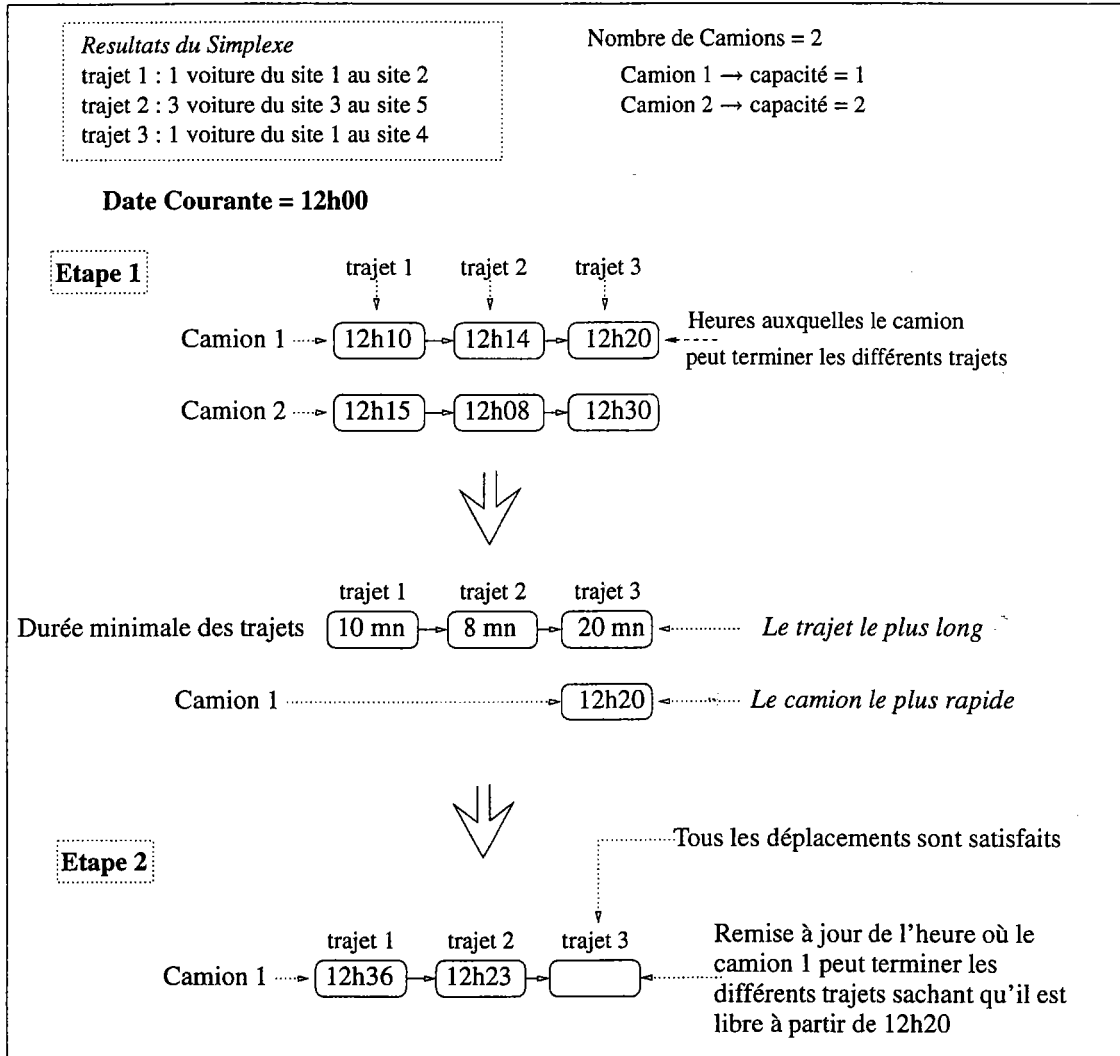 Resultats du Simplexe
trajet 1 : 1 voiture du site 1 au site 2
trajet 2 : 3 voiture du site 3 au site 5
trajet 3 : 1 voiture du site 1 au site 4
Nombre de Camions = 2
Camion 1 → capacité = 1
Camion 2 → capacité = 2
Date Courante = 12h00
Etape 1
trajet 1 trajet 2 trajet 3
Camion 1 12h10 12h14 12h20
Heures auxquelles le camion
peut terminer les différents trajets
Camion 2 12h15 12h08 12h30
trajet 1 trajet 2 trajet 3
Durée minimale des trajets 10 mn 8 mn 20 mn Le trajet le plus long
Camion 1 12h20 Le camion le plus rapide
Tous les déplacements sont satisfaits
Etape 2
trajet 1 trajet 2 trajet 3
Camion 1 12h36 12h23
Remise à jour de l'heure où le
camion 1 peut terminer les
différents trajets sachant qu'il est
libre à partir de 12h20